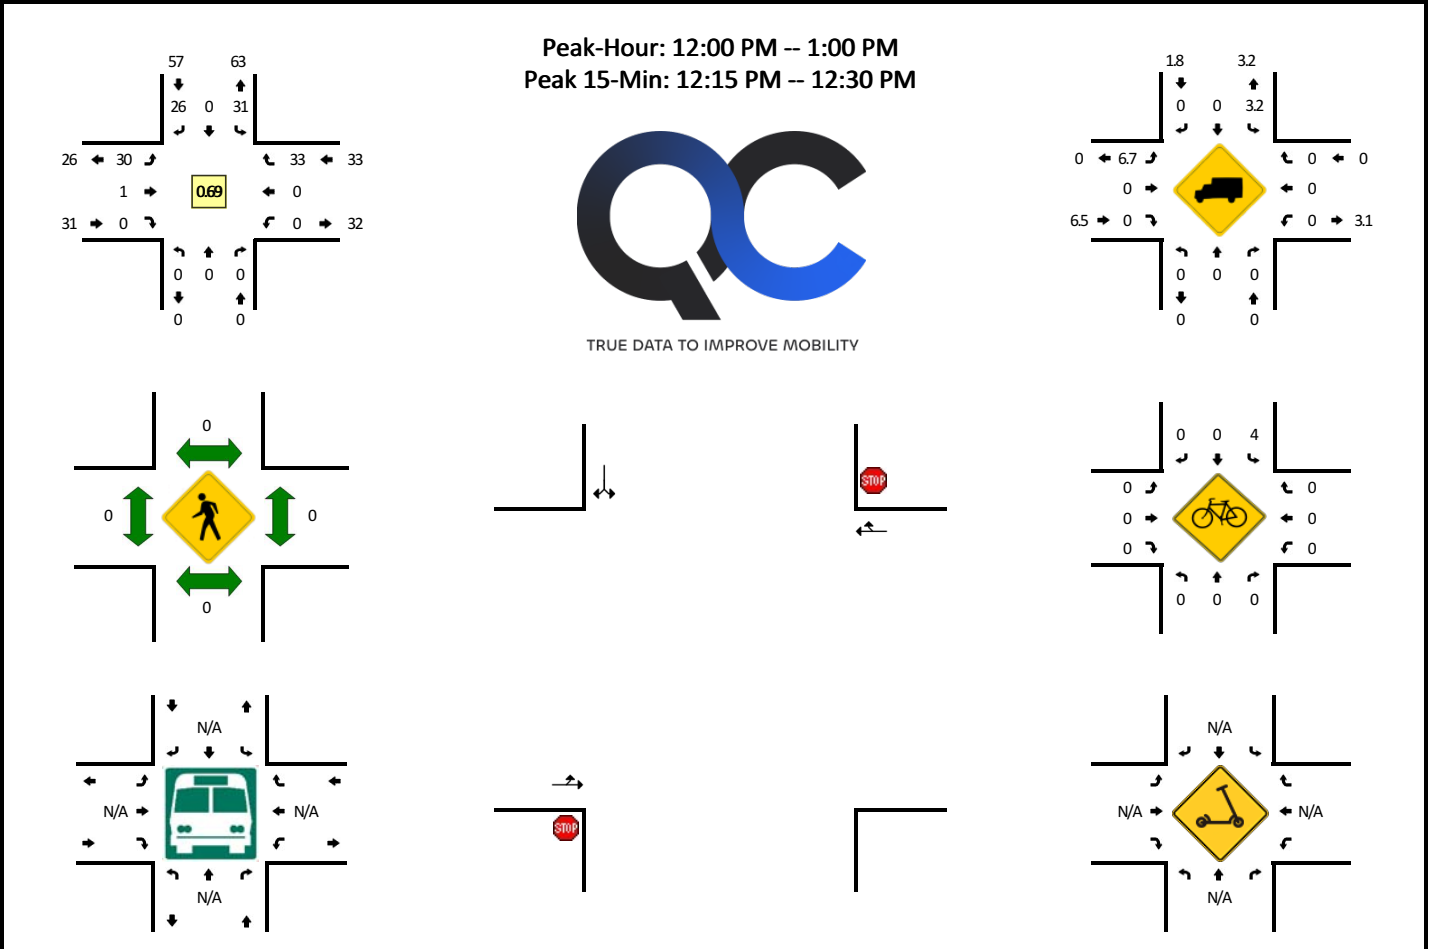 Peak-Hour: 12:00 PM -- 1:00 PM
Peak 15-Min: 12:15 PM -- 12:30 PM
57 63
26 0 31
26 30 33 33
1 0.69 0
31 0 0 32
0 0 0
0 0
TRUE DATA TO IMPROVE MOBILITY
1.8 3.2
0 0 3.2
0 6.7 0 0
0 0
6.5 0 0 3.1
0 0 0
0 0
0
0 0
0
STOP
STOP
0 0 4
0 0
0 0
0 0
0 0 0
N/A
N/A N/A
N/A
N/A
N/A N/A
N/A